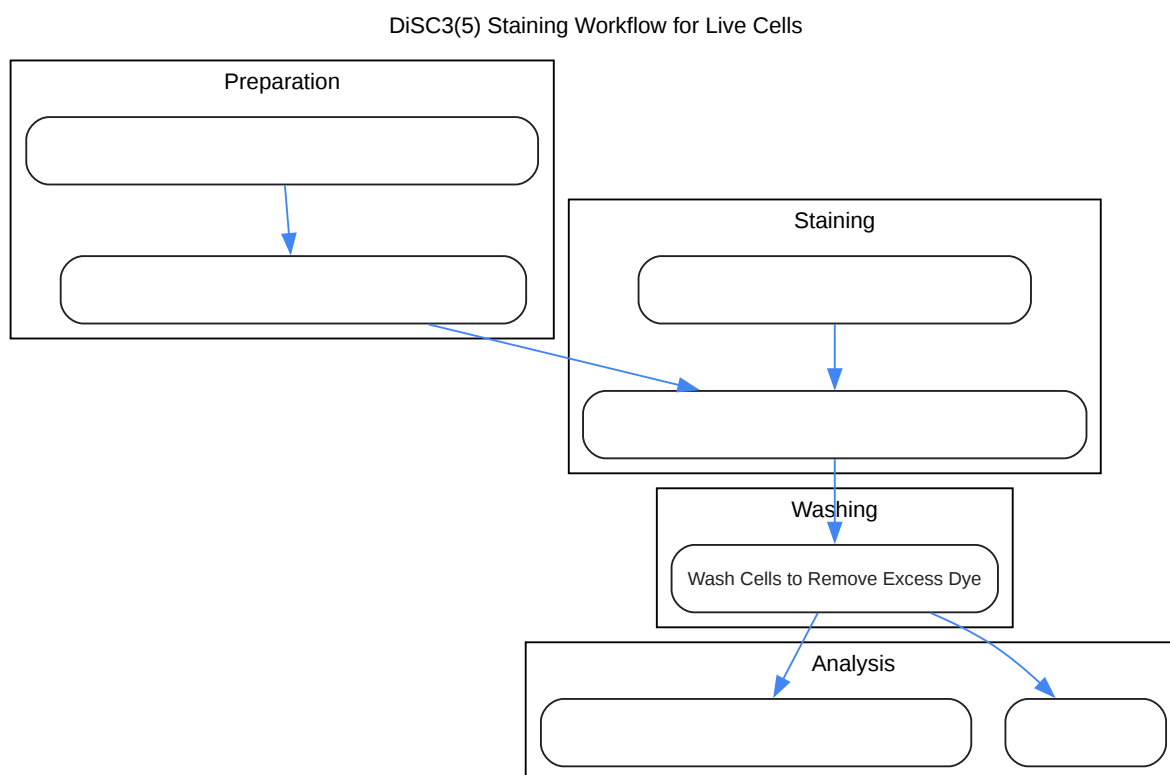 DiSC3(5) Staining Workflow for Live Cells
Preparation
Staining
Washing
Wash Cells to Remove Excess Dye
Analysis